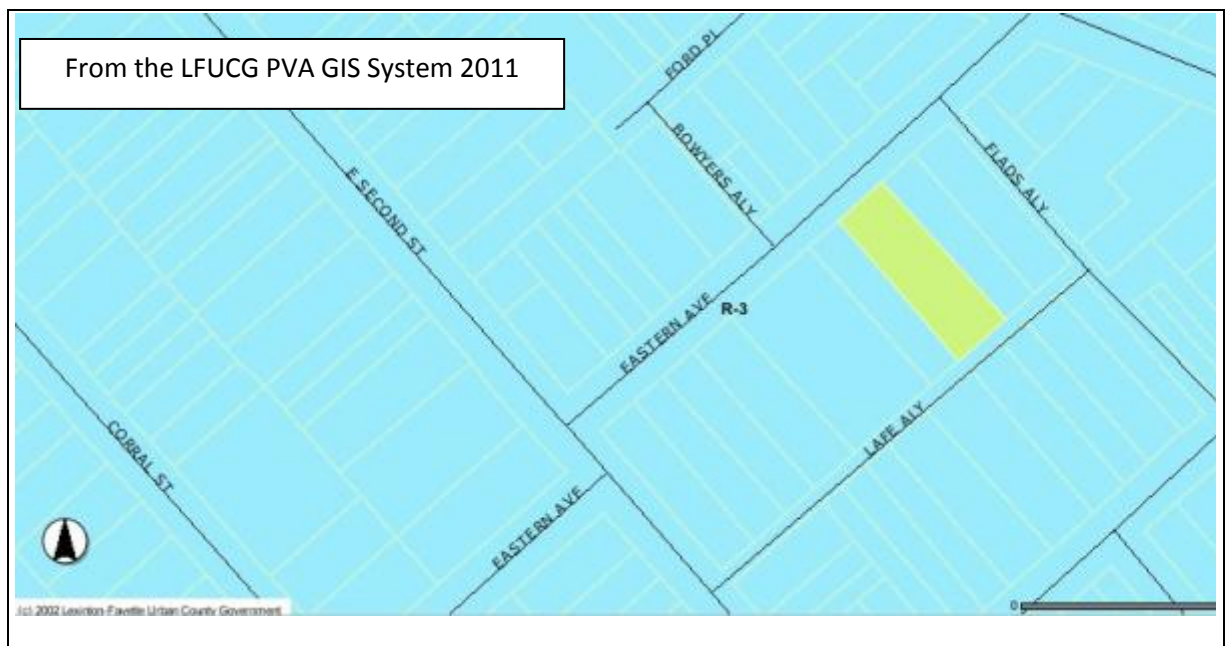 From the LFUCG PVA GIS System 2011
FORD PL
BOWYERS ALY
FLADS ALY
E SECOND ST
EASTERN AVE
R-3
LAFE ALY
CORRAL ST
EASTERN AVE
(c) 2002 Lexinton-Fayette Urban County Government
0